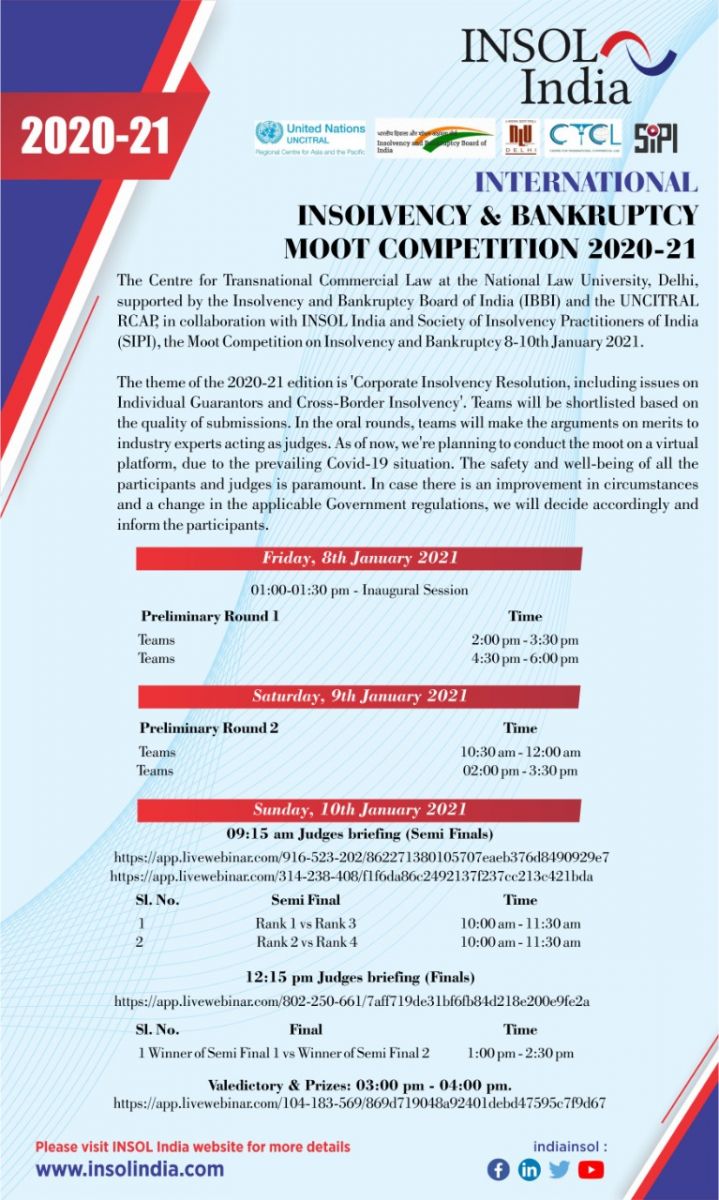 INSOL
India
2020-21
United Nations
UNCITRAL
Regional Centre for Asia and the Pacific
Insolvency and Bankruptcy Board of
India
NLU
DELHI
CTCL
SiPI
INTERNATIONAL
INSOLVENCY & BANKRUPTCY
MOOT COMPETITION 2020-21
The Centre for Transnational Commercial Law at the National Law University, Delhi,
supported by the Insolvency and Bankruptcy Board of India (IBBI) and the UNCITRAL
RCAP, in collaboration with INSOL India and Society of Insolvency Practitioners of India
(SIPI), the Moot Competition on Insolvency and Bankruptcy 8-10th January 2021.
The theme of the 2020-21 edition is 'Corporate Insolvency Resolution, including issues on
Individual Guarantors and Cross-Border Insolvency'. Teams will be shortlisted based on
the quality of submissions. In the oral rounds, teams will make the arguments on merits to
industry experts acting as judges. As of now, we're planning to conduct the moot on a virtual
platform, due to the prevailing Covid-19 situation. The safety and well-being of all the
participants and judges is paramount. In case there is an improvement in circumstances
and a change in the applicable Government regulations, we will decide accordingly and
inform the participants.
Friday, 8th January 2021
01:00-01:30 pm - Inaugural Session
Preliminary Round 1 Time
Teams 2:00 pm - 3:30 pm
Teams 4:30 pm - 6:00 pm
Saturday, 9th January 2021
Preliminary Round 2 Time
Teams 10:30 am - 12:00 am
Teams 02:00 pm - 3:30 pm
Sunday, 10th January 2021
09:15 am Judges briefing (Semi Finals)
https://app.livewebinar.com/916-523-202/862271380105707eaeb376d8490929e7
https://app.livewebinar.com/314-238-408/f1f6da86c2492137f237cc213c421bda
Sl. No. Semi Final Time
1 Rank 1 vs Rank 3 10:00 am - 11:30 am
2 Rank 2 vs Rank 4 10:00 am - 11:30 am
12:15 pm Judges briefing (Finals)
https://app.livewebinar.com/802-250-661/7aff719de31bf6fb84d218e200e9fe2a
Sl. No. Final Time
1 Winner of Semi Final 1 vs Winner of Semi Final 2 1:00 pm - 2:30 pm
Valedictory & Prizes: 03:00 pm - 04:00 pm.
https://app.livewebinar.com/104-183-569/869d719048a92401debd47595c7f9d67
Please visit INSOL India website for more details
www.insolindia.com
indiainsol :